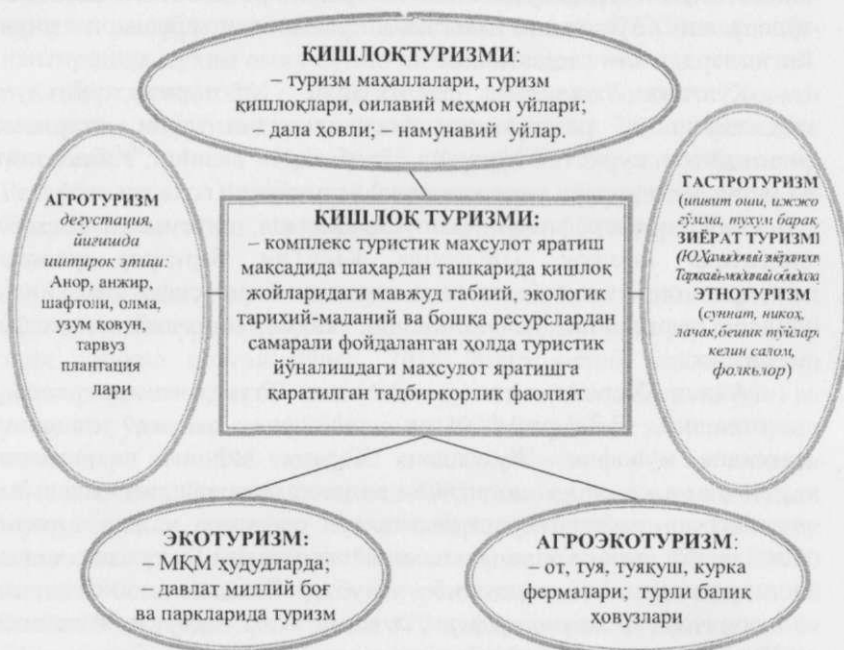 ҚИШЛОҚТУРИЗМИ:
– туризм маҳаллалари, туризм
қишлоқлари, оилавий меҳмон уйлари;
– дала ҳовли; – намунавий уйлар.
АГРОТУРИЗМ
дегустация,
йиғишда
иштирок этиш:
Анор, анжир,
шафтоли, олма,
узум қовун,
тарвуз
плантация
лари
ҚИШЛОҚ ТУРИЗМИ:
– комплекс туристик маҳсулот яратиш
мақсадида шаҳардан ташқарида қишлоқ
жойларидаги мавжуд табиий, экологик
тарихий-маданий ва бошқа ресурслардан
самарали фойдаланган ҳолда туристик
йўналишдаги маҳсулот яратишга
қаратилган тадбиркорлик фаолият
ГАСТРОТУРИЗМ
(шивит оши, ижжо
гўмма, тухум барак,
ЗИЁРАТ ТУРИЗМИ
ЭТНОТУРИЗМ
(суннат, никоҳ,
лачак, бешик тўйлар
келин салом,
фольклор)
ЭКОТУРИЗМ:
– МҚМ ҳудудларда;
– давлат миллий боғ
ва паркларида туризм
АГРОЭКОТУРИЗМ:
– от, туя, туяқуш, курка
фермалари; турли балиқ
ҳовузлари